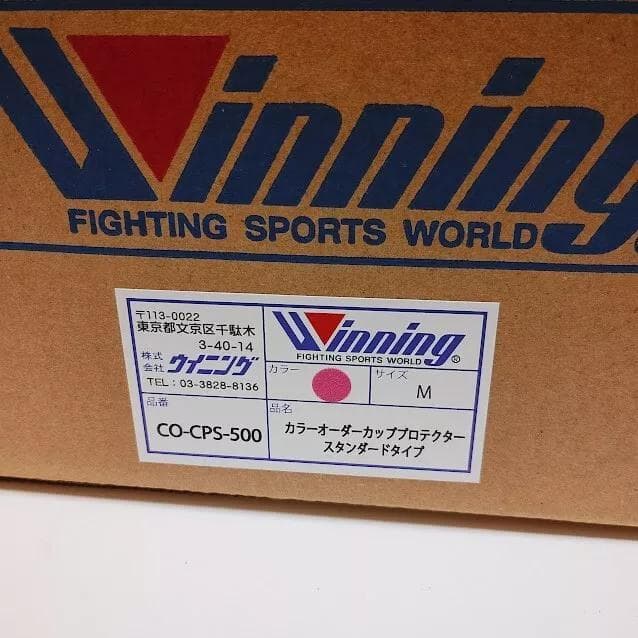 Winning
FIGHTING SPORTS WORLD
〒113-0022
東京都文京区千駄木
3-40-14
株式会社 ウイニング
TEL：03-3828-8136
Winning
FIGHTING SPORTS WORLD®
カラー
サイズ
M
品番
CO-CPS-500
品名
カラーオーダーカッププロテクター
スタンダードタイプ